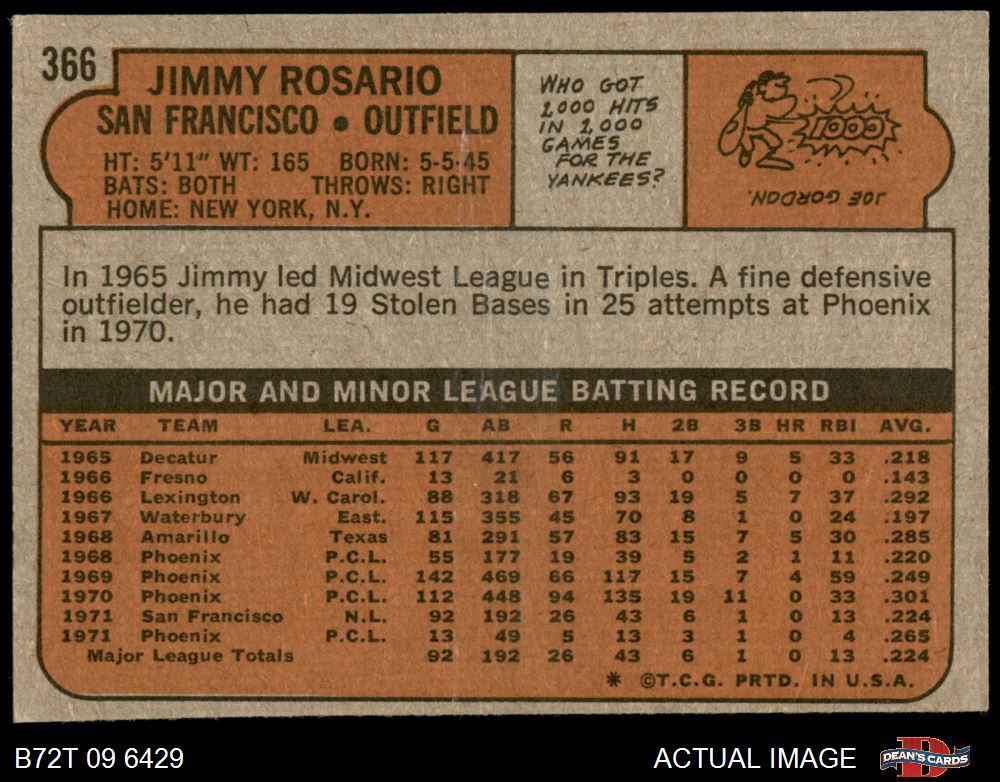 366
JIMMY ROSARIO
SAN FRANCISCO • OUTFIELD
HT: 5'11" WT: 165 BORN: 5-5-45
BATS: BOTH THROWS: RIGHT
HOME: NEW YORK, N.Y.
WHO GOT
1,000 HITS
IN 1,000
GAMES
FOR THE
YANKEES?
1000
JOE GORDON.
In 1965 Jimmy led Midwest League in Triples. A fine defensive
outfielder, he had 19 Stolen Bases in 25 attempts at Phoenix
in 1970.
MAJOR AND MINOR LEAGUE BATTING RECORD
YEAR TEAM LEA. G AB R H 2B 3B HR RBI AVG.
1965 Decatur Midwest 117 417 56 91 17 9 5 33 .218
1966 Fresno Calif. 13 21 6 3 0 0 0 0 .143
1966 Lexington W. Carol. 88 318 67 93 19 5 7 37 .292
1967 Waterbury East. 115 355 45 70 8 1 0 24 .197
1968 Amarillo Texas 81 291 57 83 15 7 5 30 .285
1968 Phoenix P.C.L. 55 177 19 39 5 2 1 11 .220
1969 Phoenix P.C.L. 142 469 66 117 15 7 4 59 .249
1970 Phoenix P.C.L. 112 448 94 135 19 11 0 33 .301
1971 San Francisco N.L. 92 192 26 43 6 1 0 13 .224
1971 Phoenix P.C.L. 13 49 5 13 3 1 0 4 .265
Major League Totals 92 192 26 43 6 1 0 13 .224
* ©T.C.G. PRTD. IN U.S.A.
B72T 09 6429
ACTUAL IMAGE
DEAN'S CARDS